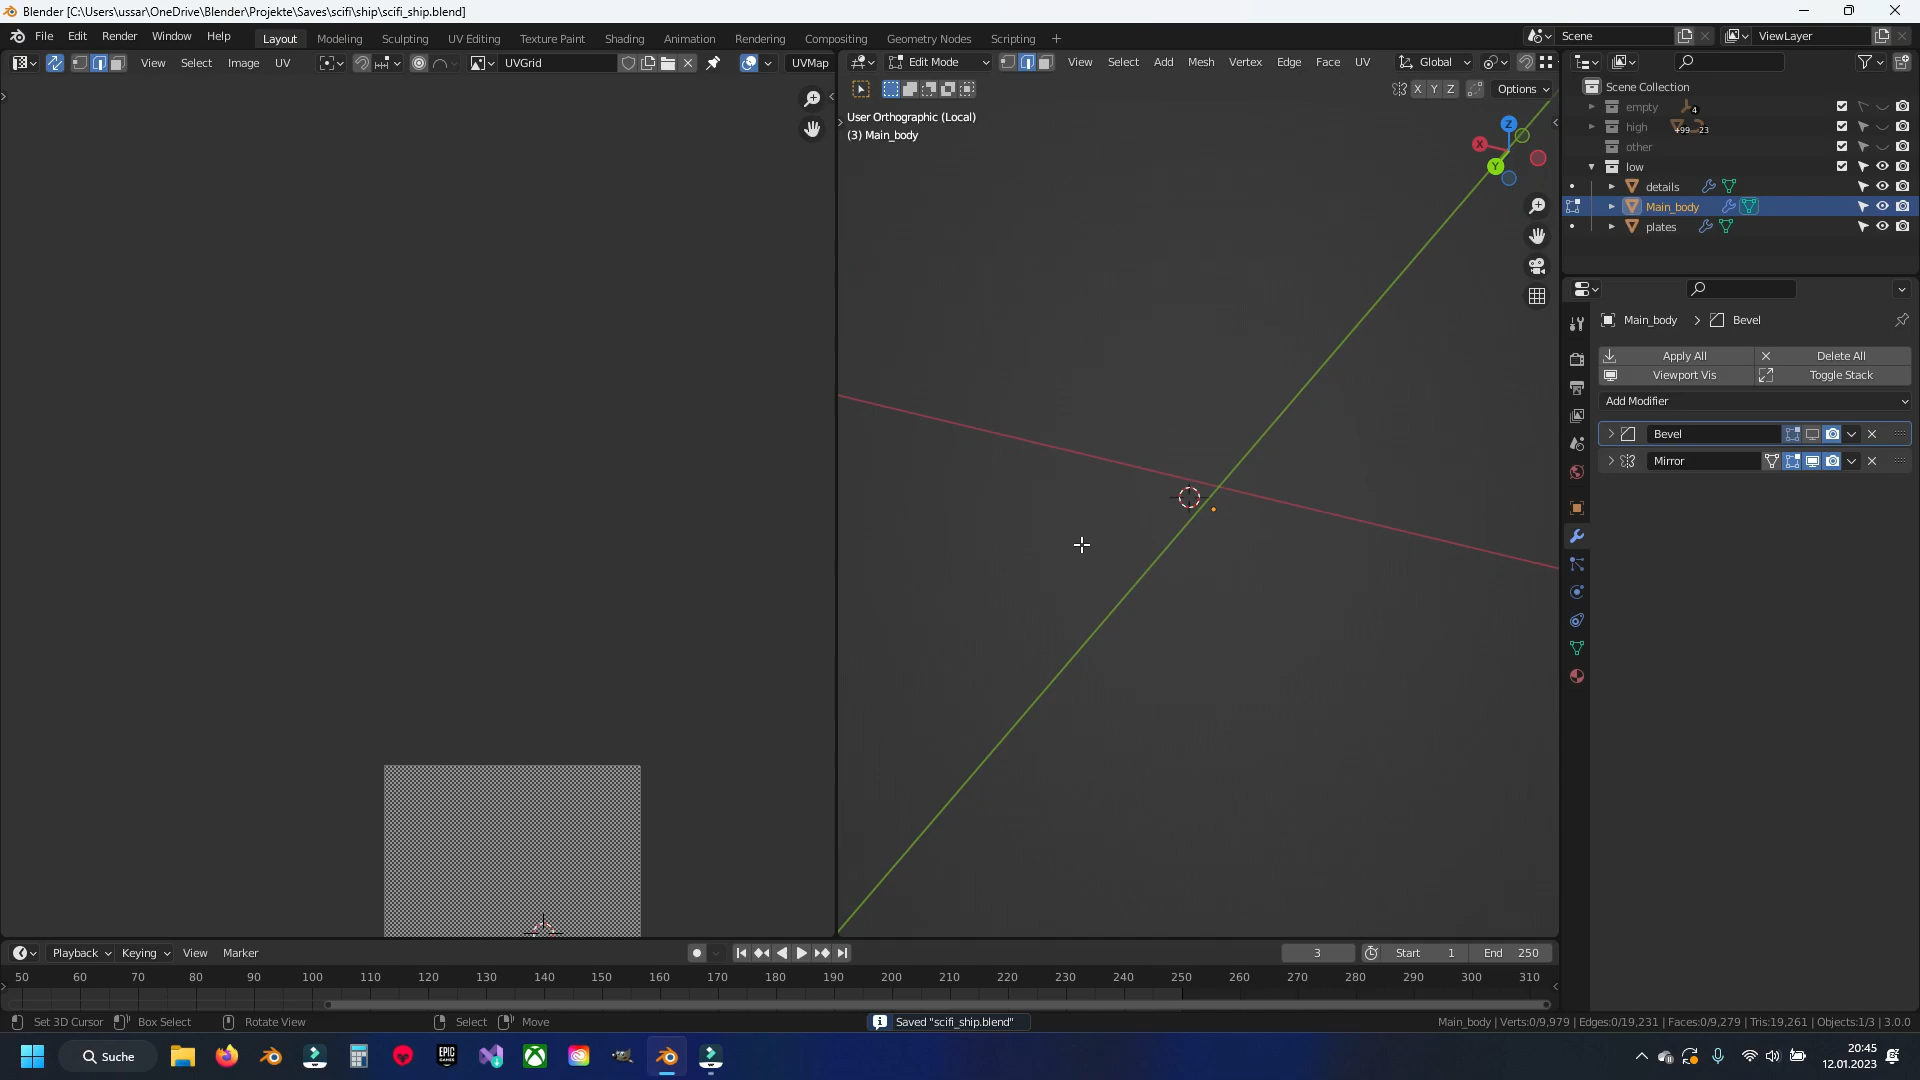 Blender [C:\Users\ussar\OneDrive\Blender\Projekte\Saves\scifi\ship\scifi_ship.blend]
File Edit Render Window Help Layout Modeling Sculpting UV Editing Texture Paint Shading Animation Rendering Compositing Geometry Nodes Scripting + Scene ViewLayer
View Select Image UV UVGrid UVMap Edit Mode View Select Add Mesh Vertex Edge Face UV Global
X Y Z Options
User Orthographic (Local)
(3) Main_body
Z
X
Y
Scene Collection
empty 4
high +99 23
other
low
details
Main_body
plates
Main_body > Bevel
Apply All Delete All
Viewport Vis Toggle Stack
Add Modifier
Bevel
Mirror
Playback Keying View Marker 3 Start 1 End 250
50 60 70 80 90 100 110 120 130 140 150 160 170 180 190 200 210 220 230 240 250 260 270 280 290 300 310
Set 3D Cursor Box Select Rotate View Select Move Saved "scifi_ship.blend" Main_body | Verts:0/9,979 | Edges:0/19,231 | Faces:0/9,279 | Tris:19,261 | Objects:1/3 | 3.0.0
Suche EPIC GAMES 20:45
12.01.2023